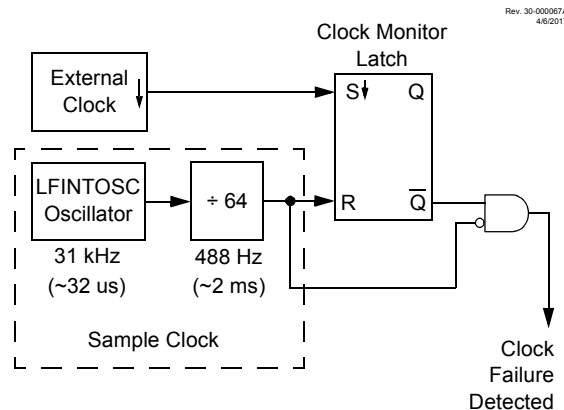 Rev. 30-000067A
4/6/2017
Clock Monitor
Latch
External
Clock
S
Q
LFINTOSC
Oscillator
÷ 64
R
Q̅
31 kHz
(~32 us)
488 Hz
(~2 ms)
Sample Clock
Clock
Failure
Detected